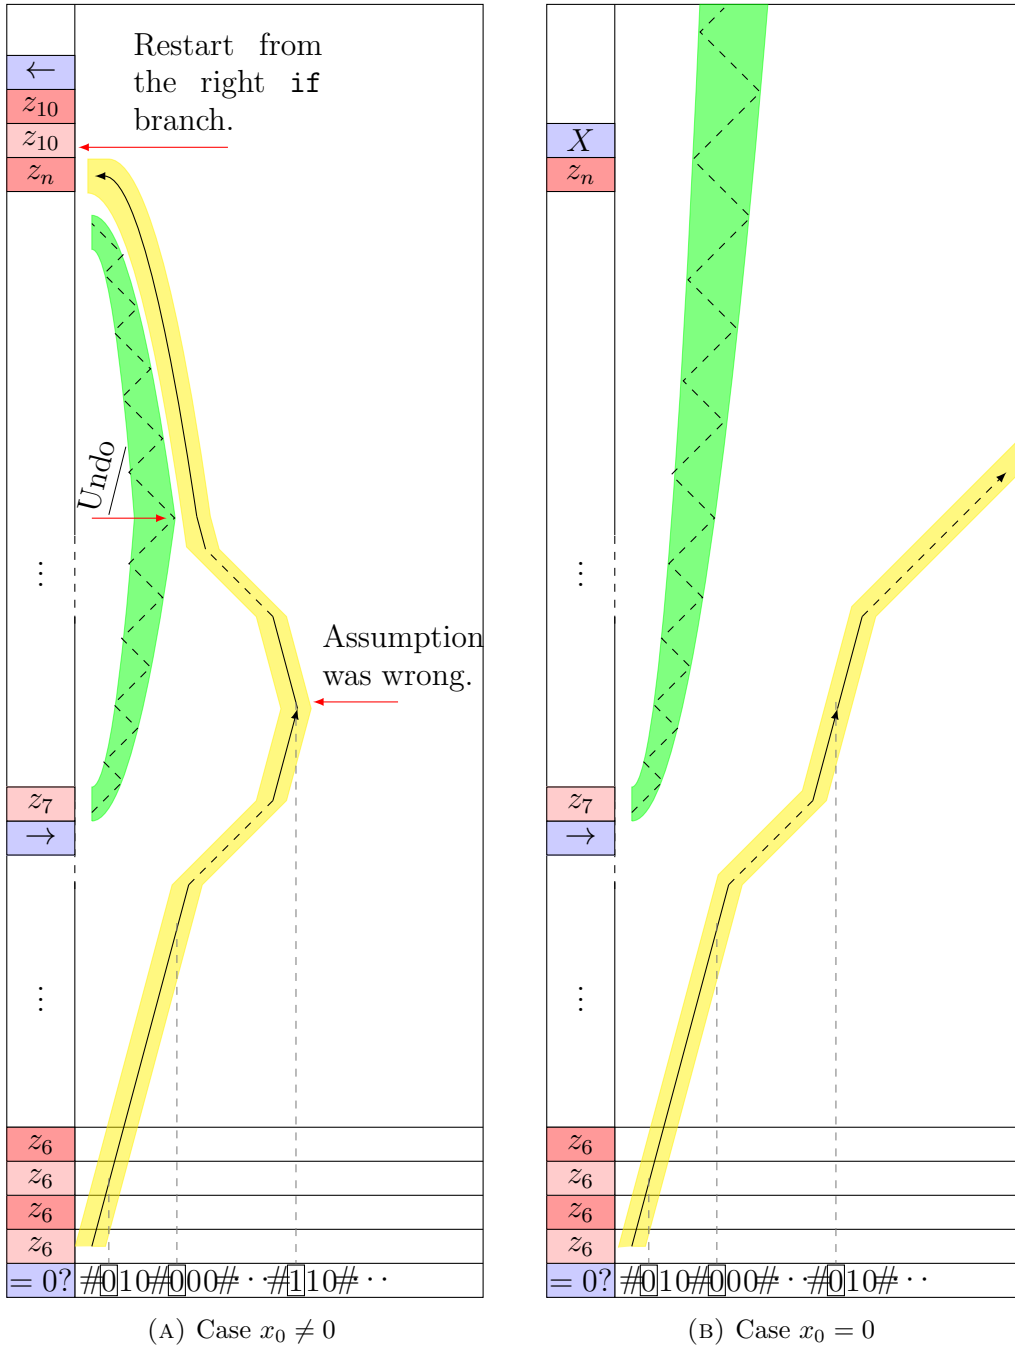 Restart from
the right if
branch.
←
z10
z10
zn
Undo
⋮
Assumption
was wrong.
z7
→
⋮
z6
z6
z6
z6
= 0? #010#000#···#110#···
(A) Case x0 ≠ 0
X
zn
⋮
z7
→
⋮
z6
z6
z6
z6
= 0? #010#000#···#010#···
(B) Case x0 = 0